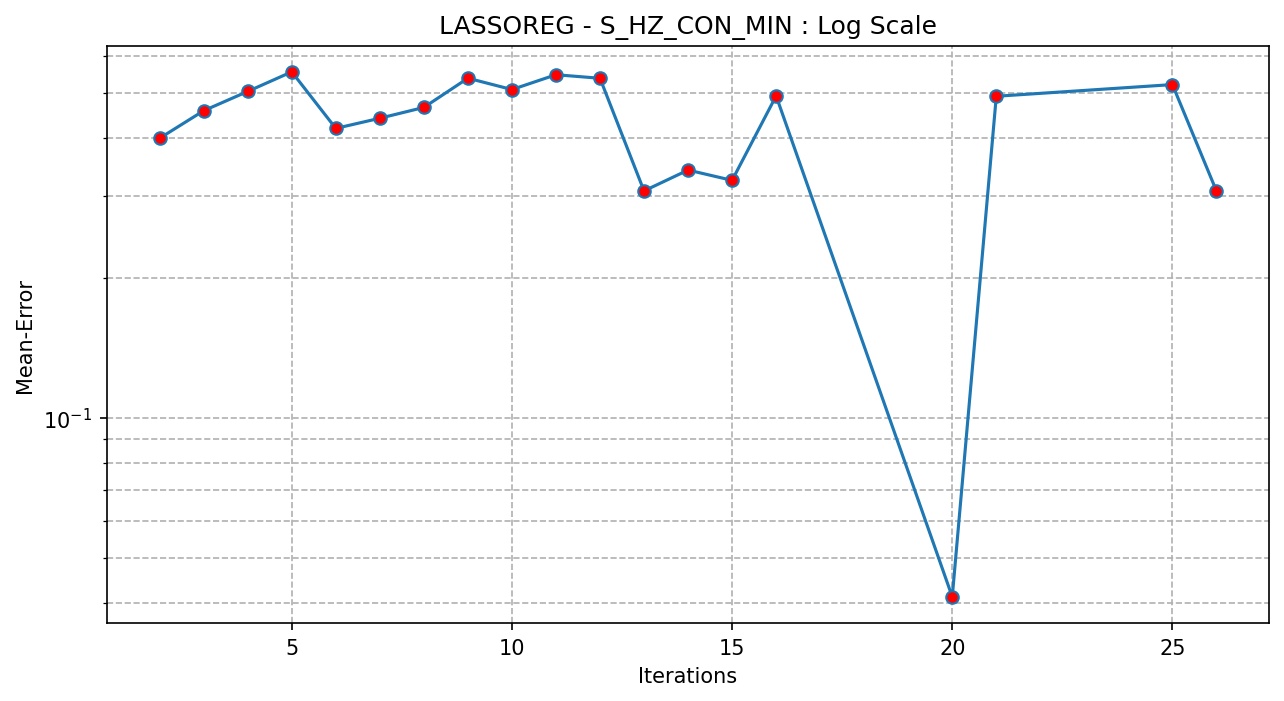 LASSOREG - S_HZ_CON_MIN : Log Scale
Mean-Error
10⁻¹
5 10 15 20 25
Iterations